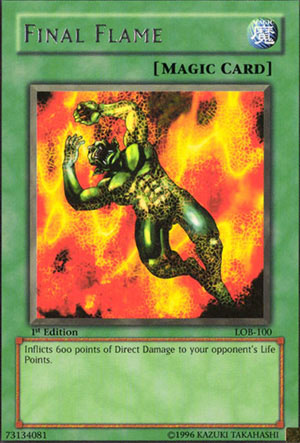 FINAL FLAME
魔
[MAGIC CARD]
1st Edition
LOB-100
Inflicts 600 points of Direct Damage to your opponent's Life
Points.
73134081
©1996 KAZUKI TAKAHASHI